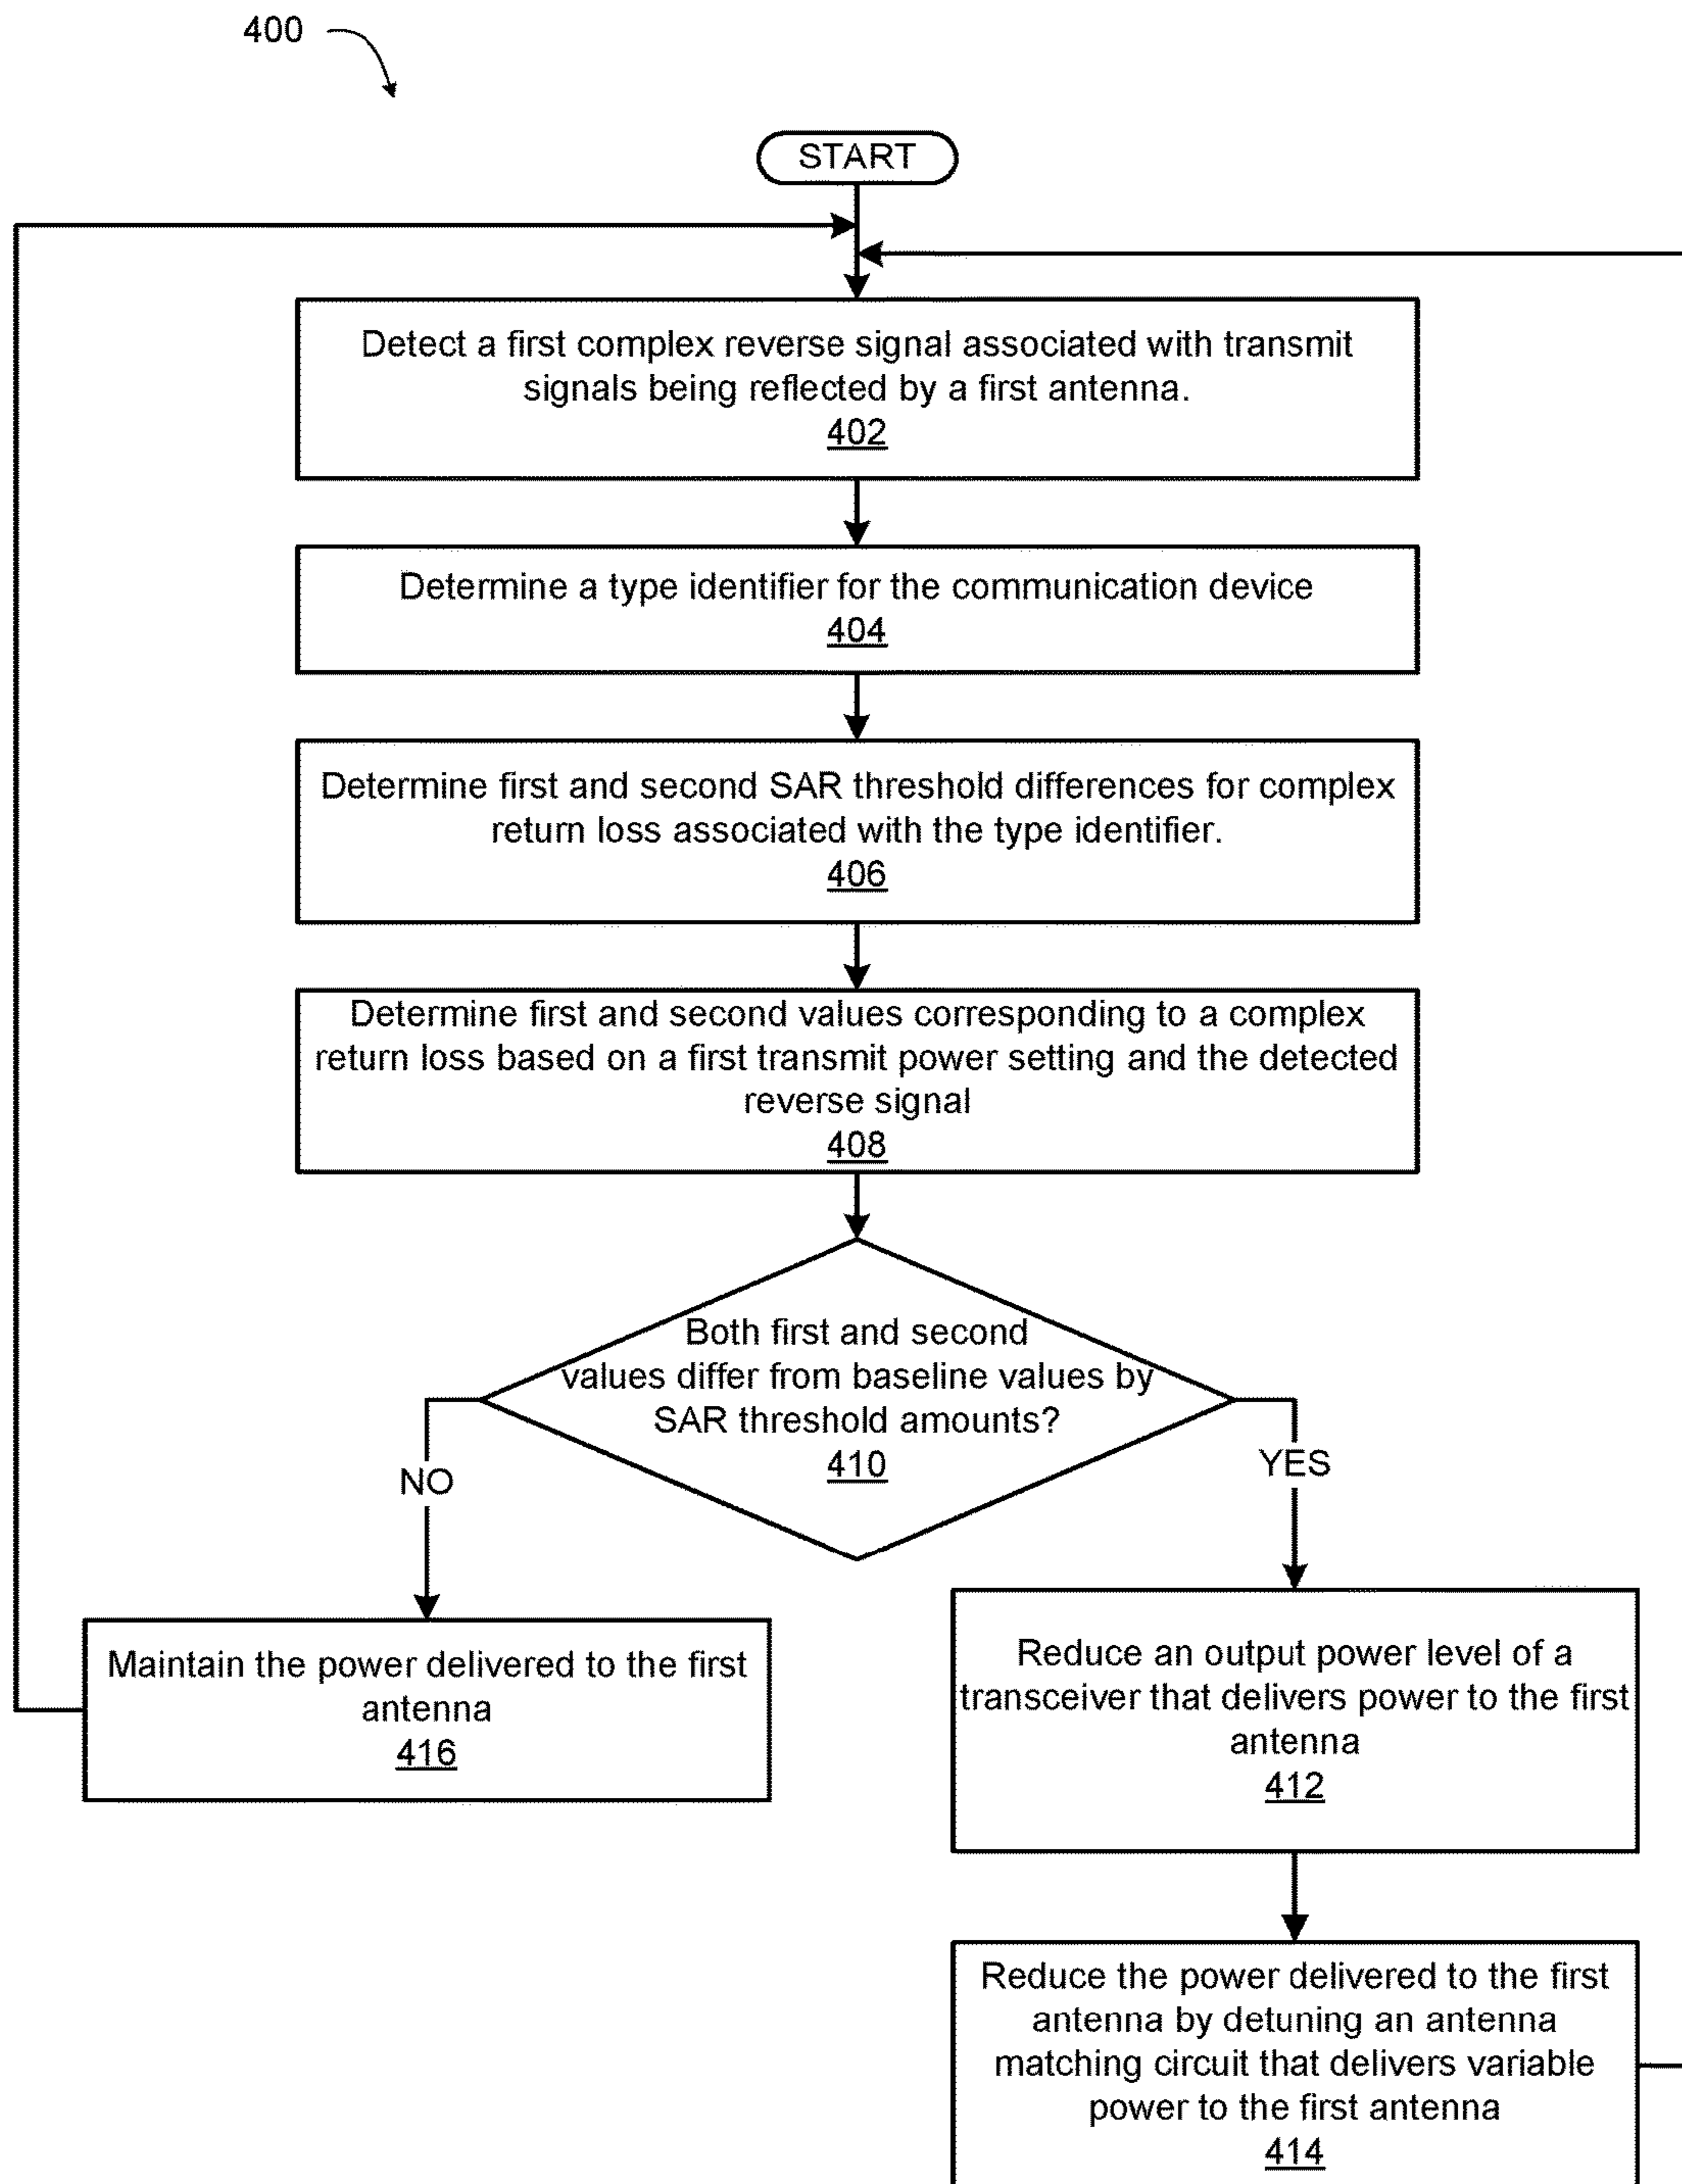 400
START
Detect a first complex reverse signal associated with transmit
signals being reflected by a first antenna.
402
Determine a type identifier for the communication device
404
Determine first and second SAR threshold differences for complex
return loss associated with the type identifier.
406
Determine first and second values corresponding to a complex
return loss based on a first transmit power setting and the detected
reverse signal
408
Both first and second
values differ from baseline values by
SAR threshold amounts?
410
NO
YES
Maintain the power delivered to the first
antenna
416
Reduce an output power level of a
transceiver that delivers power to the first
antenna
412
Reduce the power delivered to the first
antenna by detuning an antenna
matching circuit that delivers variable
power to the first antenna
414